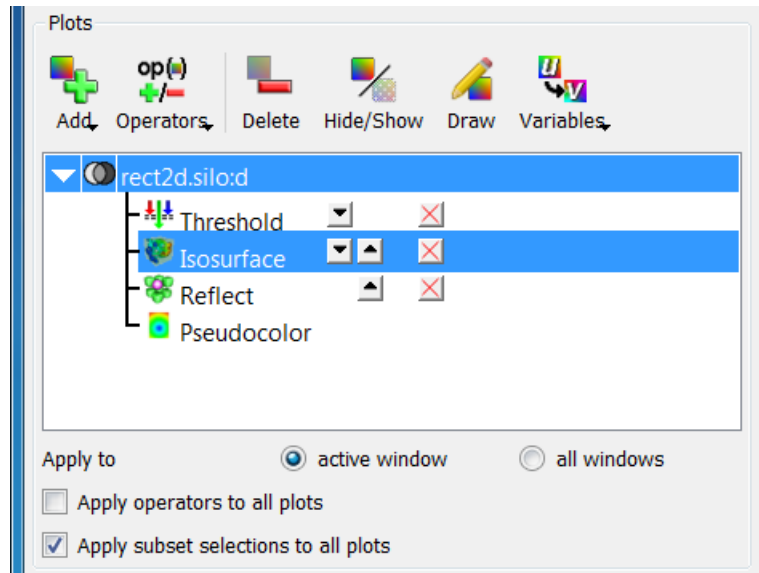 Plots
op(=)
+/-
U
V
Add Operators Delete Hide/Show Draw Variables
rect2d.silo:d
Threshold
Isosurface
Reflect
Pseudocolor
Apply to active window all windows
Apply operators to all plots
Apply subset selections to all plots